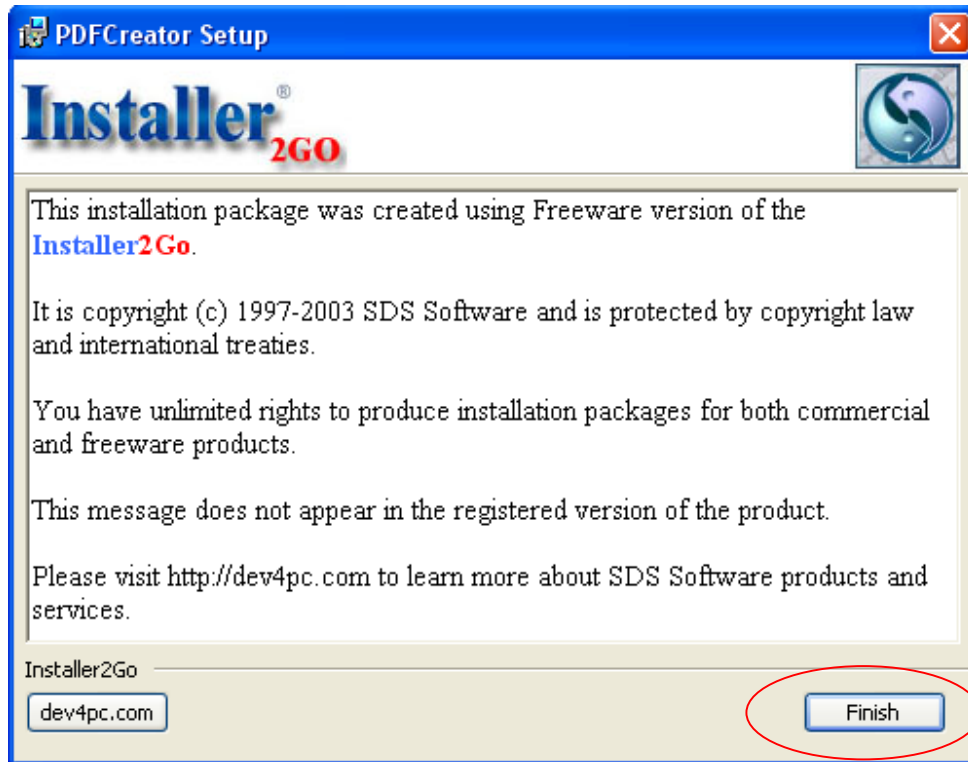 PDFCreator Setup
Installer®2GO
This installation package was created using Freeware version of the
Installer2Go.
It is copyright (c) 1997-2003 SDS Software and is protected by copyright law
and international treaties.
You have unlimited rights to produce installation packages for both commercial
and freeware products.
This message does not appear in the registered version of the product.
Please visit http://dev4pc.com to learn more about SDS Software products and
services.
Installer2Go
dev4pc.com Finish